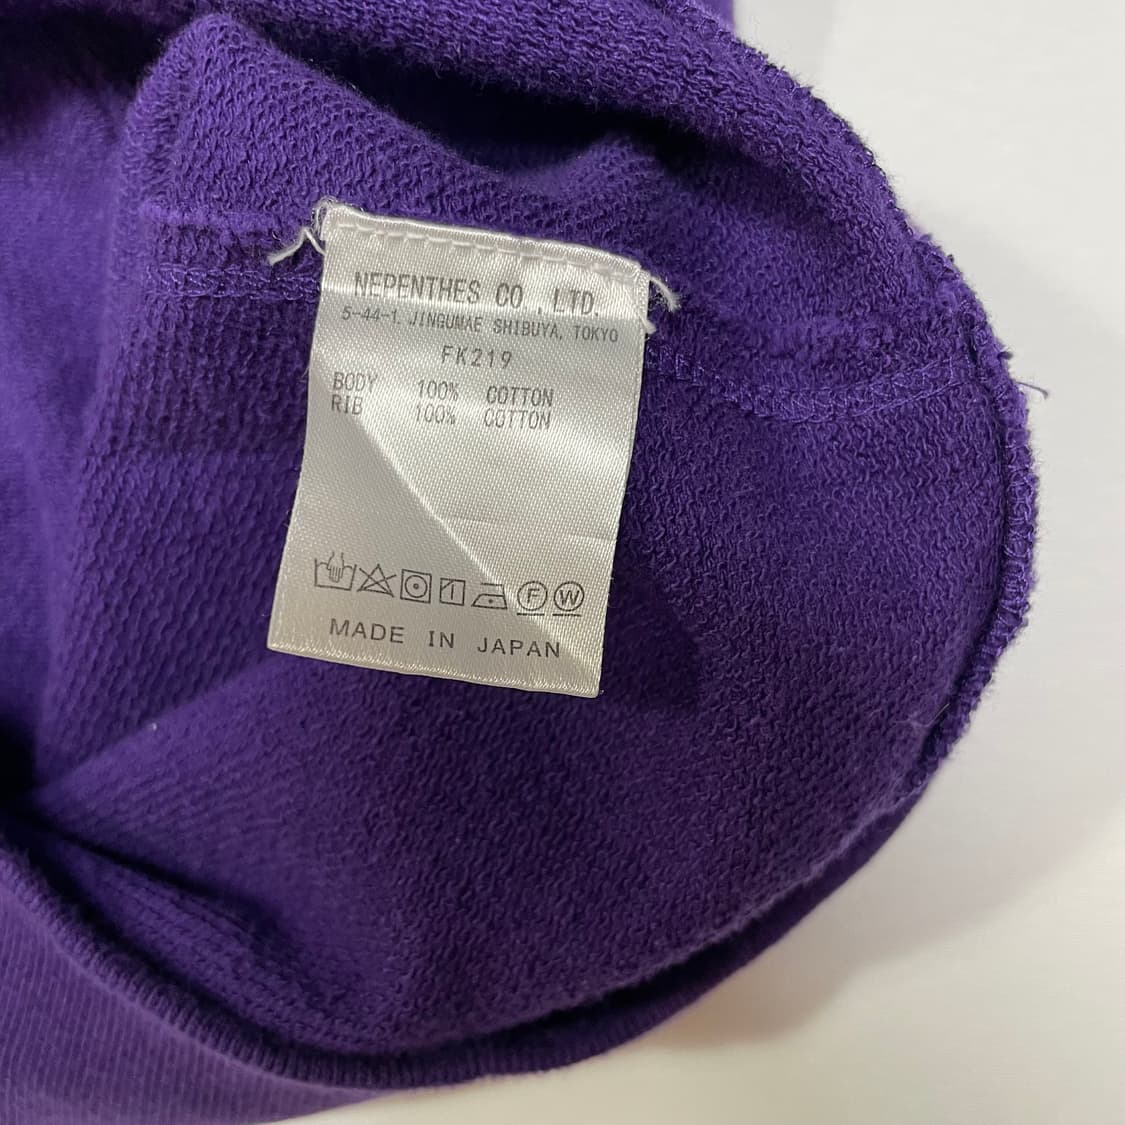 NEPENTHES CO.,LTD.
5-44-1, JINGUMAE SHIBUYA, TOKYO
FK219
BODY 100% COTTON
RIB 100% COTTON
F W
MADE IN JAPAN